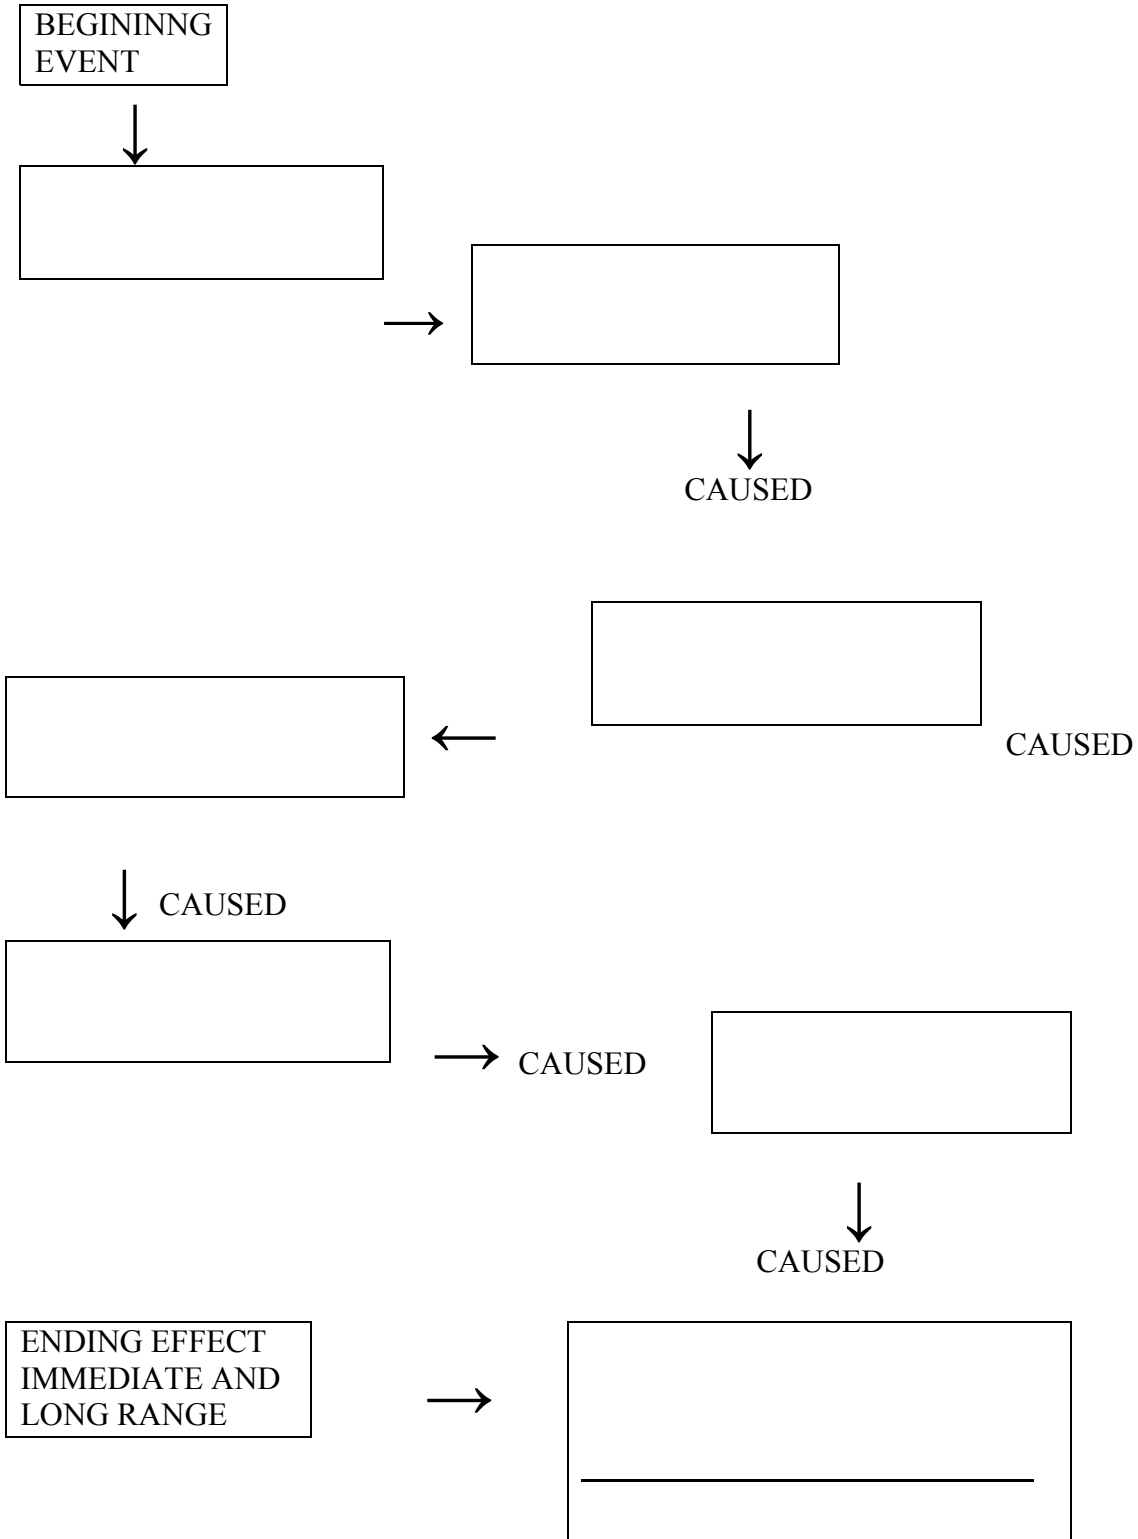 BEGININNG
EVENT
CAUSED
CAUSED
CAUSED
CAUSED
CAUSED
ENDING EFFECT
IMMEDIATE AND
LONG RANGE